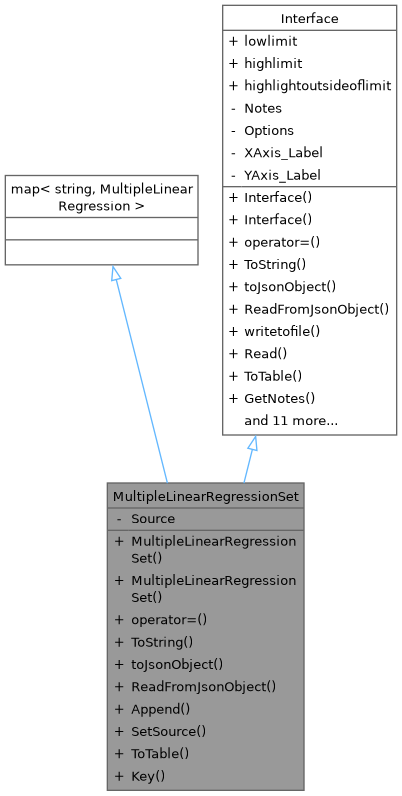 Interface
+ lowlimit
+ highlimit
+ highlightoutsideoflimit
- Notes
- Options
- XAxis_Label
- YAxis_Label
+ Interface()
+ Interface()
+ operator=()
+ ToString()
+ toJsonObject()
+ ReadFromJsonObject()
+ writetofile()
+ Read()
+ ToTable()
+ GetNotes()
and 11 more...
map< string, MultipleLinear
Regression >
MultipleLinearRegressionSet
- Source
+ MultipleLinearRegression
Set()
+ MultipleLinearRegression
Set()
+ operator=()
+ ToString()
+ toJsonObject()
+ ReadFromJsonObject()
+ Append()
+ SetSource()
+ ToTable()
+ Key()